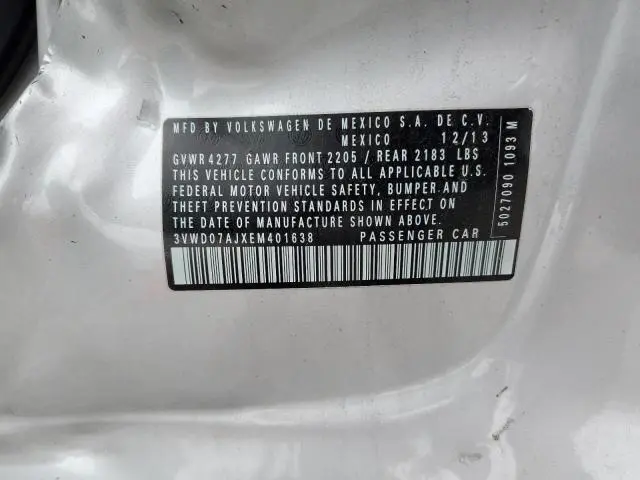 MFD BY VOLKSWAGEN DE MEXICO S.A. DE C.V.
MEXICO 12/13
GVWR 4277 GAWR FRONT 2205 / REAR 2183 LBS
THIS VEHICLE CONFORMS TO ALL APPLICABLE U.S.
FEDERAL MOTOR VEHICLE SAFETY, BUMPER AND
THEFT PREVENTION STANDARDS IN EFFECT ON
THE DATE OF MANUFACTURE SHOWN ABOVE.
3VWD07AJXEM401638 PASSENGER CAR
5027090 1093 M